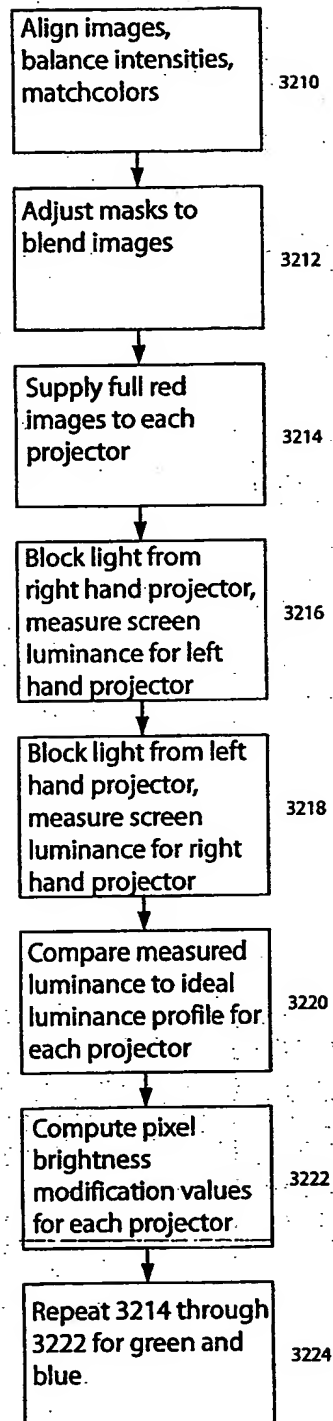 Align images,
balance intensities,
matchcolors
3210
Adjust masks to
blend images
3212
Supply full red
images to each
projector
3214
Block light from
right hand projector,
measure screen
luminance for left
hand projector
3216
Block light from left
hand projector,
measure screen
luminance for right
hand projector
3218
Compare measured
luminance to ideal
luminance profile for
each projector
3220
Compute pixel
brightness
modification values
for each projector
3222
Repeat 3214 through
3222 for green and
blue.
3224